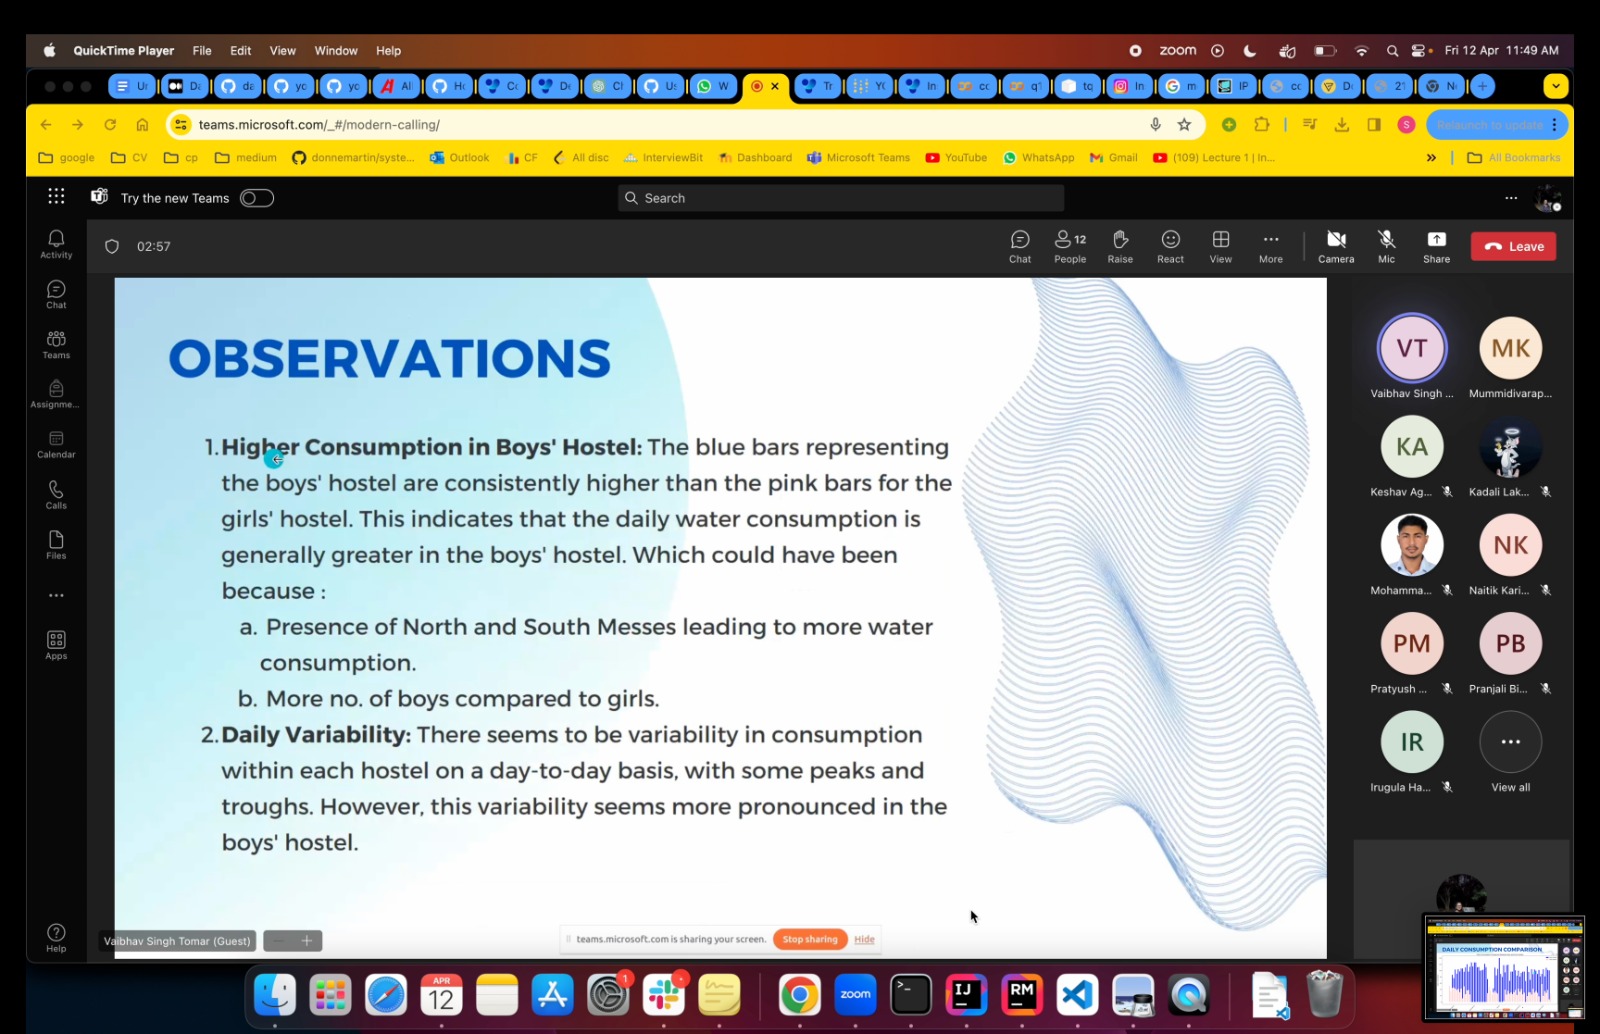 QuickTime Player File Edit View Window Help
zoom Fri 12 Apr 11:49 AM
teams.microsoft.com/_#/modern-calling/
Relaunch to update
google CV cp medium donnemartin/syste... Outlook CF All disc InterviewBit Dashboard Microsoft Teams YouTube WhatsApp Gmail (109) Lecture 1 | In... » All Bookmarks
Try the new Teams
Search
02:57
12
Chat People Raise React View More Camera Mic Share Leave
Activity
Chat
Teams
Assignme...
Calendar
Calls
Files
Apps
Help
OBSERVATIONS
1. Higher Consumption in Boys' Hostel: The blue bars representing
the boys' hostel are consistently higher than the pink bars for the
girls' hostel. This indicates that the daily water consumption is
generally greater in the boys' hostel. Which could have been
because :
a. Presence of North and South Messes leading to more water
consumption.
b. More no. of boys compared to girls.
2. Daily Variability: There seems to be variability in consumption
within each hostel on a day-to-day basis, with some peaks and
troughs. However, this variability seems more pronounced in the
boys' hostel.
VT MK
Vaibhav Singh ... Mummidivarap...
KA
Keshav Ag... Kadali Lak...
NK
Mohamma... Naitik Kari...
PM PB
Pratyush ... Pranjali Bi...
IR
Irugula Ha... View all
Vaibhav Singh Tomar (Guest)
teams.microsoft.com is sharing your screen. Stop sharing Hide
DAILY CONSUMPTION COMPARISON
APR
12
1
zoom
IJ
RM